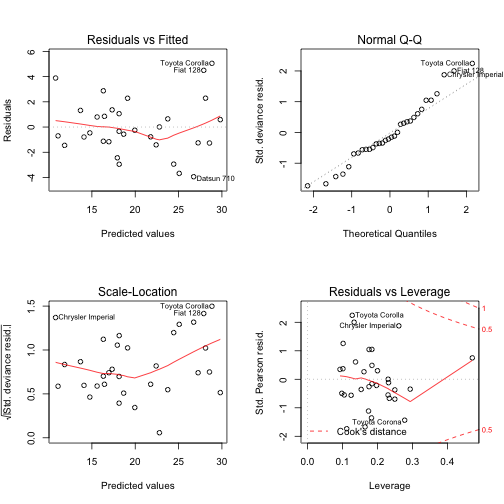 Residuals vs Fitted
Residuals
6
4
2
0
-2
-4
Toyota Corolla
Fiat 128
Datsun 710
15
20
25
30
Predicted values
Normal Q-Q
Std. deviance resid.
2
1
0
-1
Toyota Corolla
Fiat 128
Chrysler Imperial
-2
-1
0
1
2
Theoretical Quantiles
Scale-Location
√|Std. deviance resid.|
1.5
1.0
0.5
0.0
Toyota Corolla
Fiat 128
Chrysler Imperial
15
20
25
30
Predicted values
Residuals vs Leverage
Std. Pearson resid.
2
1
0
-1
-2
Toyota Corolla
Chrysler Imperial
Toyota Corona
Cook's distance
1
0.5
0.5
1
0.0
0.1
0.2
0.3
0.4
Leverage